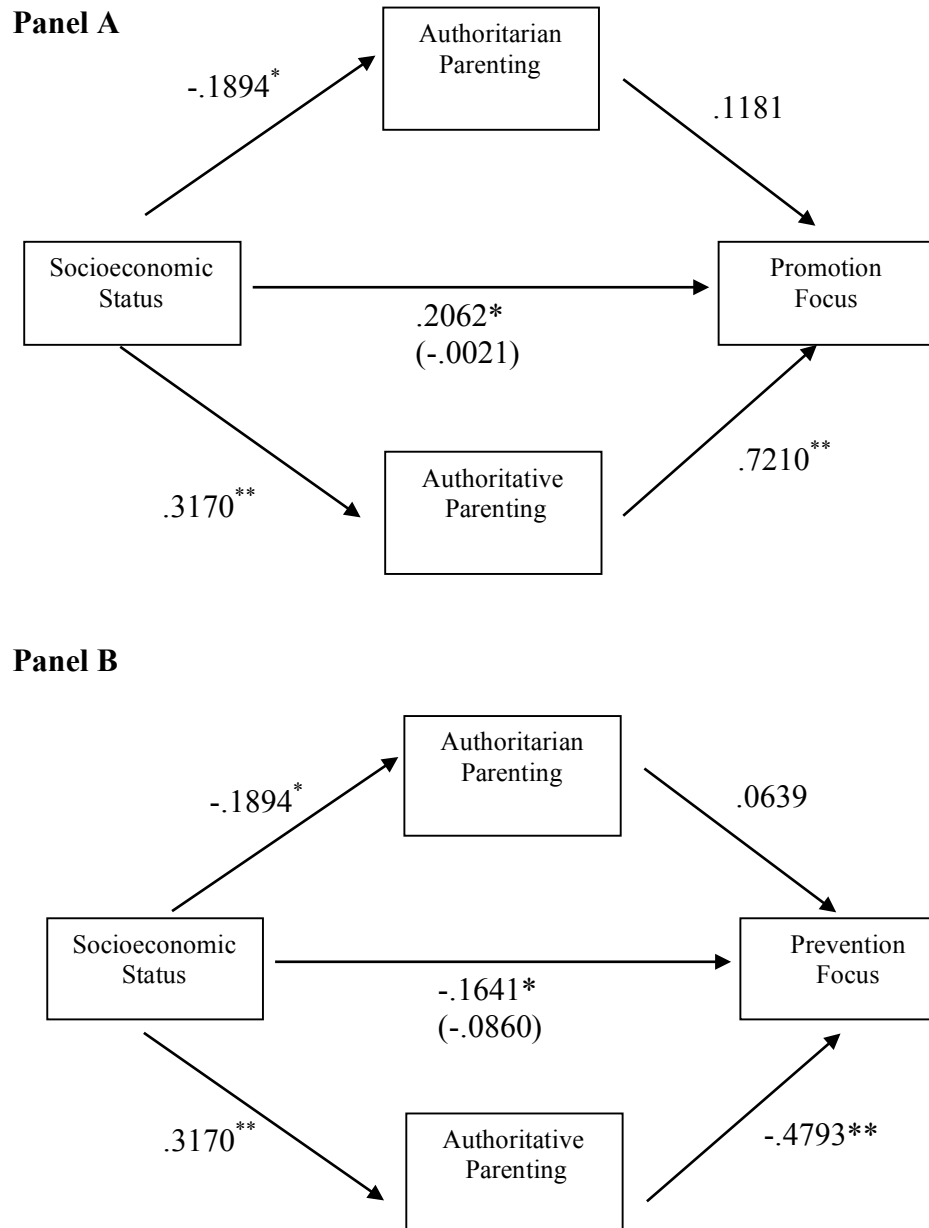 Panel A
Authoritarian
Parenting
-.1894*
.1181
Socioeconomic
Status
Promotion
Focus
.2062*
(-.0021)
Authoritative
Parenting
.3170**
.7210**
Panel B
Authoritarian
Parenting
-.1894*
.0639
Socioeconomic
Status
Prevention
Focus
-.1641*
(-.0860)
.3170**
Authoritative
Parenting
-.4793**